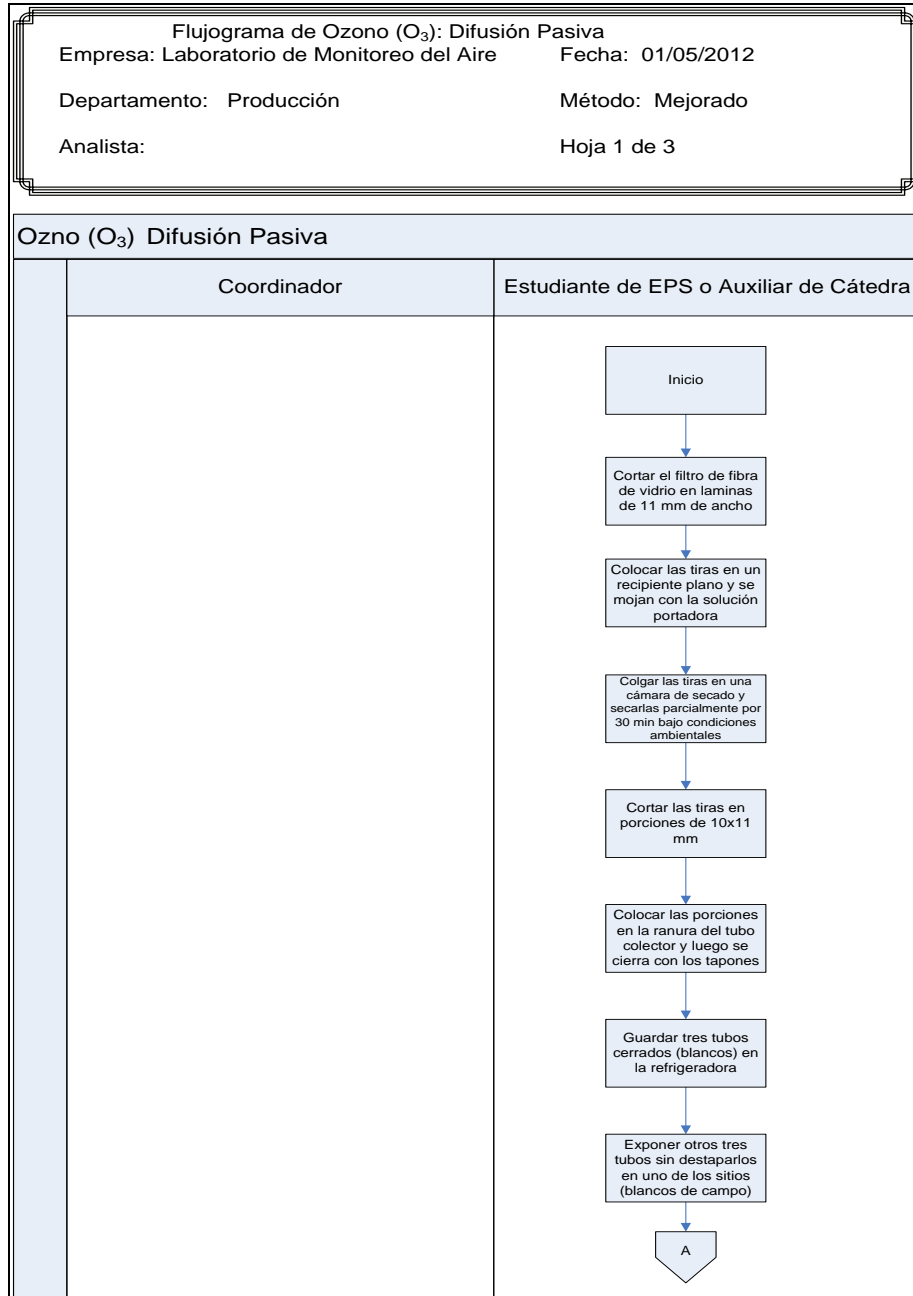 Flujograma de Ozono (O₃): Difusión Pasiva
Empresa: Laboratorio de Monitoreo del Aire Fecha: 01/05/2012
Departamento: Producción Método: Mejorado
Analista: Hoja 1 de 3
Ozno (O₃) Difusión Pasiva
Coordinador Estudiante de EPS o Auxiliar de Cátedra
Inicio
Cortar el filtro de fibra
de vidrio en laminas
de 11 mm de ancho
Colocar las tiras en un
recipiente plano y se
mojan con la solución
portadora
Colgar las tiras en una
cámara de secado y
secarlas parcialmente por
30 min bajo condiciones
ambientales
Cortar las tiras en
porciones de 10x11
mm
Colocar las porciones
en la ranura del tubo
colector y luego se
cierra con los tapones
Guardar tres tubos
cerrados (blancos) en
la refrigeradora
Exponer otros tres
tubos sin destaparlos
en uno de los sitios
(blancos de campo)
A